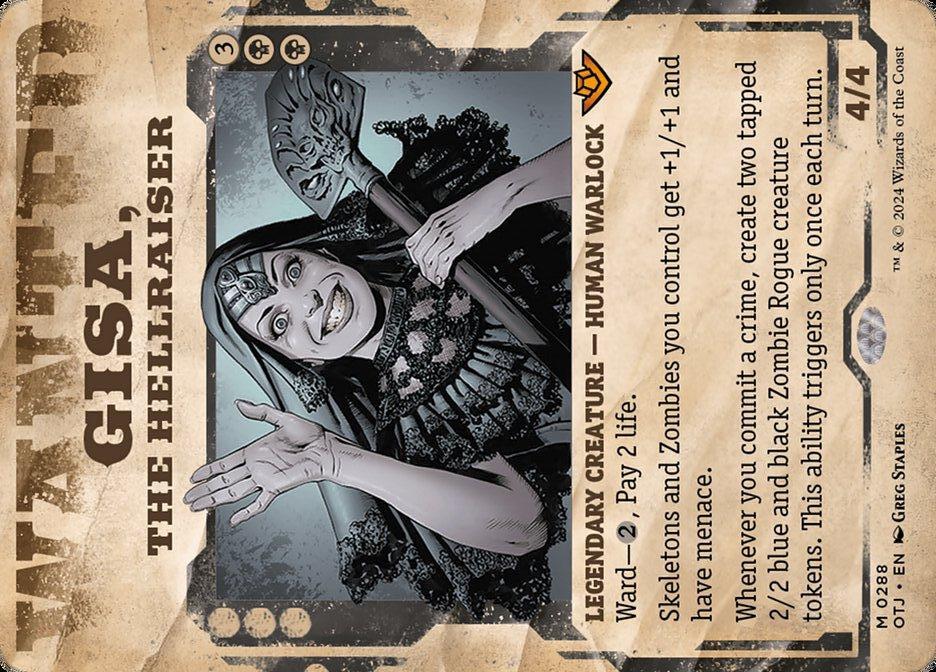 WANTED
GISA,
THE HELLRAISER
3
LEGENDARY CREATURE — HUMAN WARLOCK
Ward—2, Pay 2 life.
Skeletons and Zombies you control get +1/+1 and
have menace.
Whenever you commit a crime, create two tapped
2/2 blue and black Zombie Rogue creature
tokens. This ability triggers only once each turn.
4/4
M 0288
OTJ • EN GREG STAPLES
™ & © 2024 Wizards of the Coast